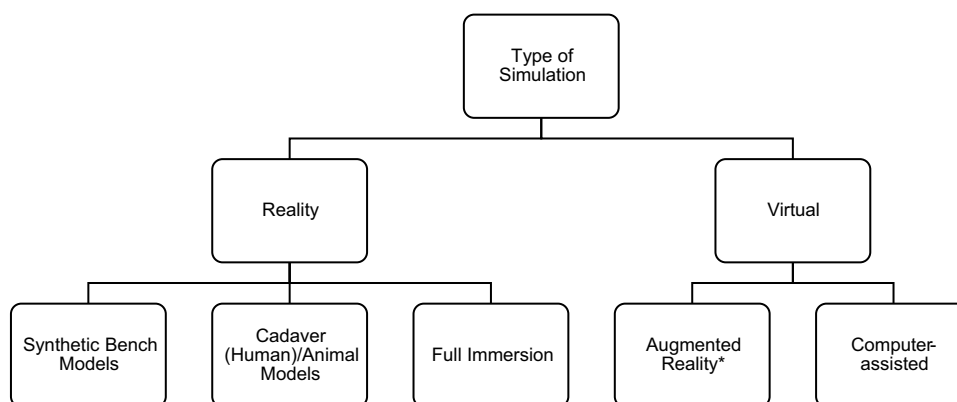 Type of
Simulation
Reality
Virtual
Synthetic Bench
Models
Cadaver
(Human)/Animal
Models
Full Immersion
Augmented
Reality*
Computer-
assisted